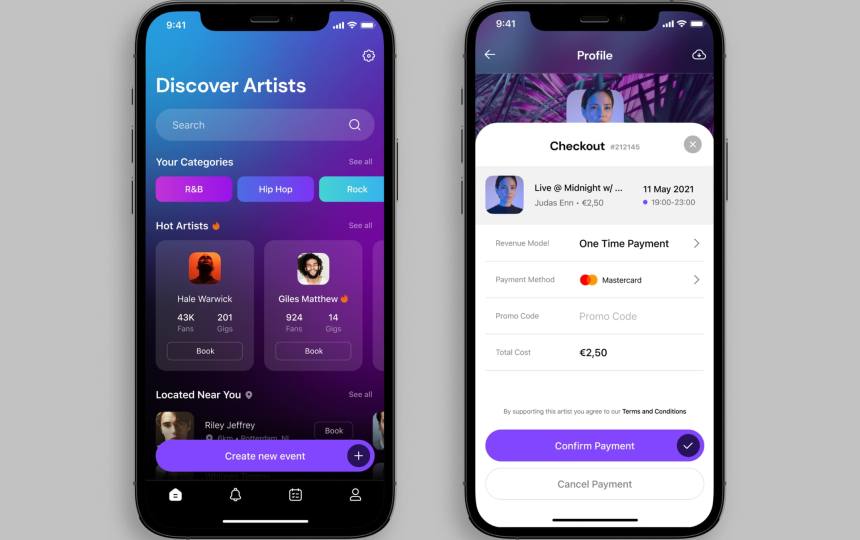 9:41
Discover Artists
Search
Your Categories See all
R&B Hip Hop Rock
Hot Artists See all
Hale Warwick Giles Matthew
43K 201 924 14
Fans Gigs Fans Gigs
Book Book
Located Near You See all
Riley Jeffrey
6km • Rotterdam, NL
Book
Create new event
9:41
Profile
Checkout #212145
Live @ Midnight w/ ... 11 May 2021
Judas Enn • €2,50 19:00-23:00
Revenue Model One Time Payment
Payment Method Mastercard
Promo Code Promo Code
Total Cost €2,50
By supporting this artist you agree to our Terms and Conditions
Confirm Payment
Cancel Payment